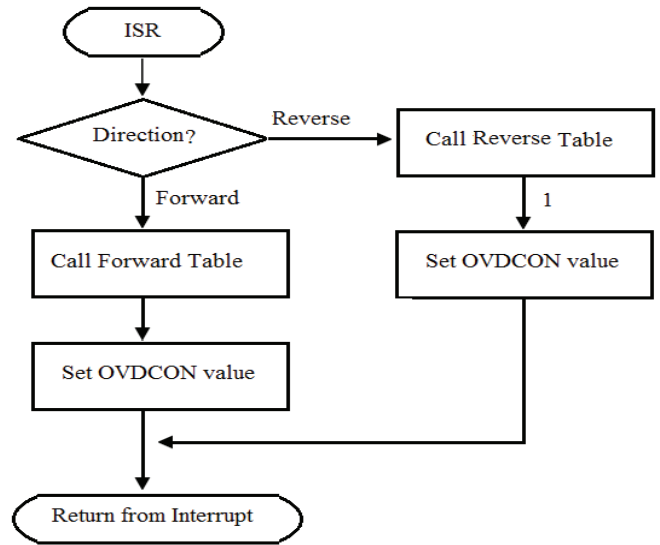 ISR
Direction?
Reverse
Call Reverse Table
Forward
1
Call Forward Table
Set OVDCON value
Set OVDCON value
Return from Interrupt